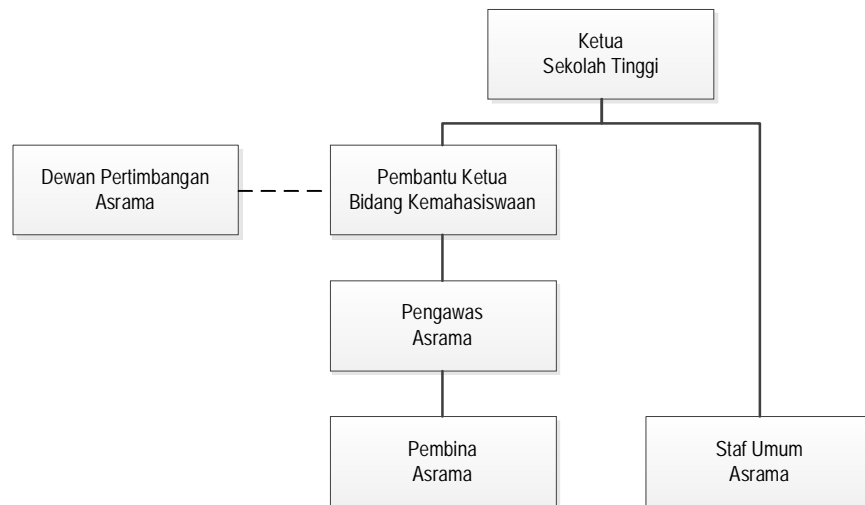 Ketua
Sekolah Tinggi
Dewan Pertimbangan
Asrama
Pembantu Ketua
Bidang Kemahasiswaan
Pengawas
Asrama
Pembina
Asrama
Staf Umum
Asrama